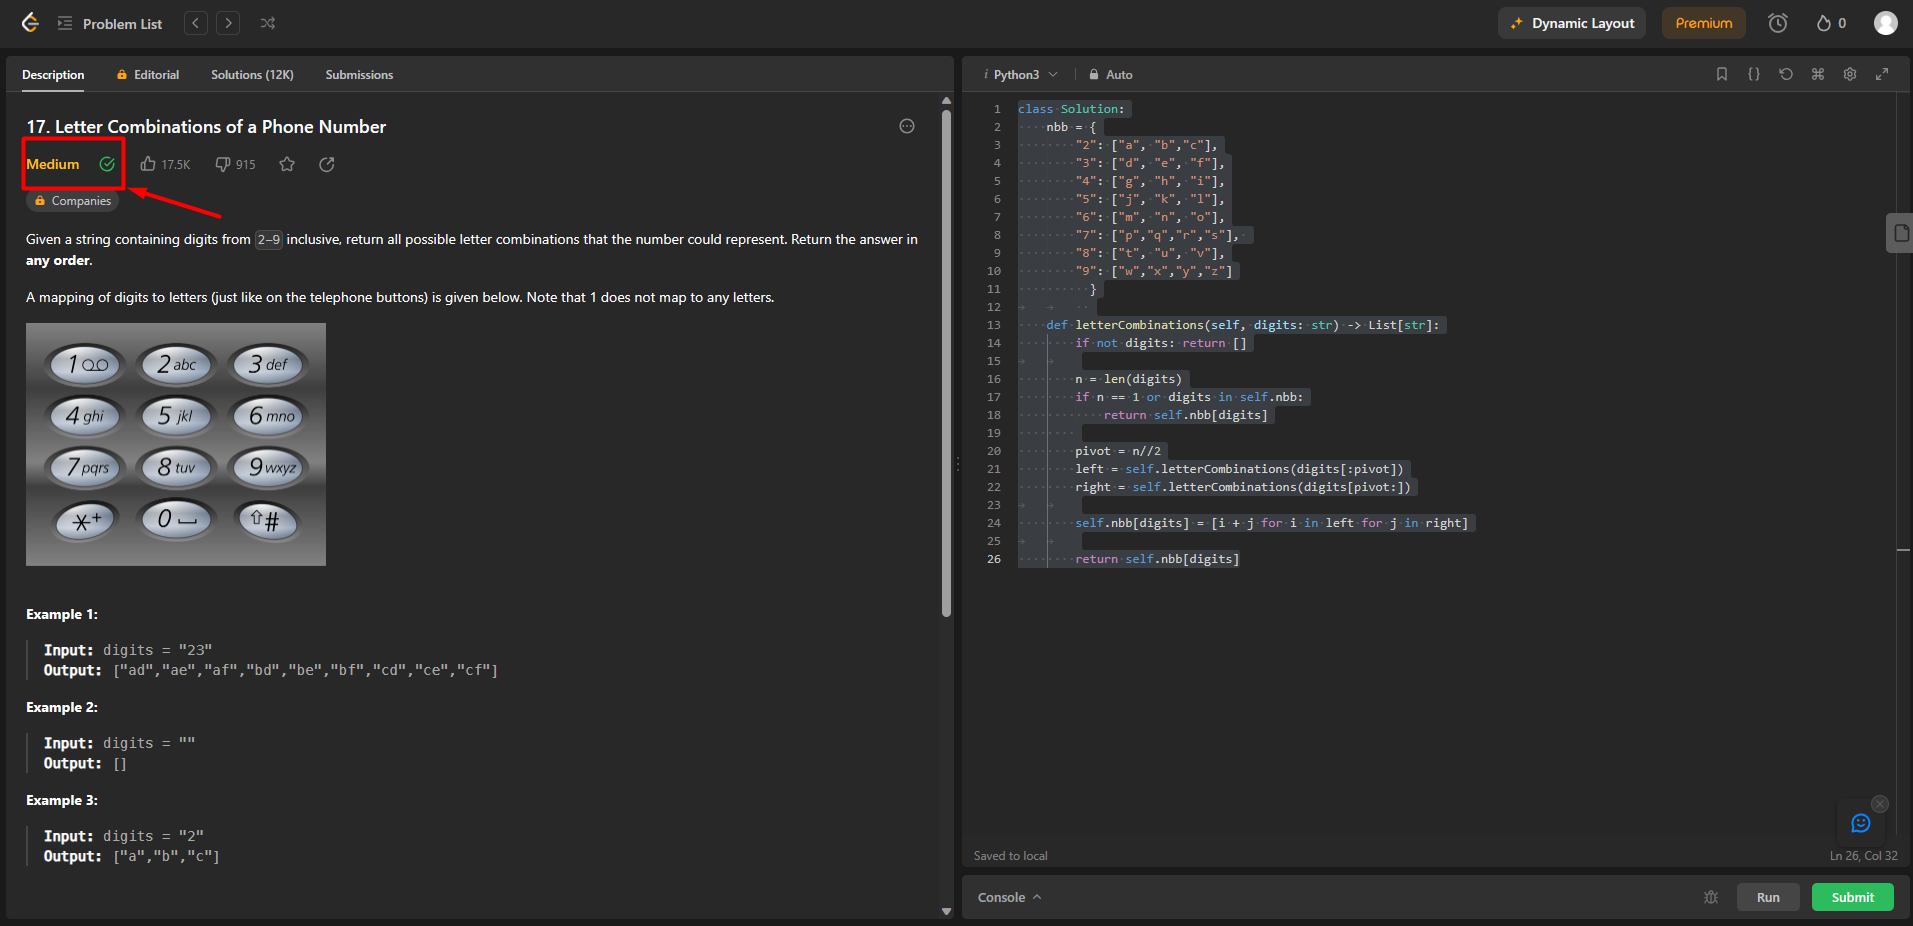 Problem List
Dynamic Layout
Premium
0
Description
Editorial
Solutions (12K)
Submissions
17. Letter Combinations of a Phone Number
Medium
17.5K
915
Companies
Given a string containing digits from 2-9 inclusive, return all possible letter combinations that the number could represent. Return the answer in
any order.
A mapping of digits to letters (just like on the telephone buttons) is given below. Note that 1 does not map to any letters.
1
2 abc
3 def
4 ghi
5 jkl
6 mno
7 pqrs
8 tuv
9 wxyz
*+
0
#
Example 1:
Input: digits = "23"
Output: ["ad","ae","af","bd","be","bf","cd","ce","cf"]
Example 2:
Input: digits = ""
Output: []
Example 3:
Input: digits = "2"
Output: ["a","b","c"]
i Python3
Auto
1 class Solution:
2 nbb = {
3 "2": ["a", "b","c"],
4 "3": ["d", "e", "f"],
5 "4": ["g", "h", "i"],
6 "5": ["j", "k", "l"],
7 "6": ["m", "n", "o"],
8 "7": ["p","q","r","s"],
9 "8": ["t", "u", "v"],
10 "9": ["w","x","y","z"]
11 }
12
13 def letterCombinations(self, digits: str) -> List[str]:
14 if not digits: return []
15
16 n = len(digits)
17 if n == 1 or digits in self.nbb:
18 return self.nbb[digits]
19
20 pivot = n//2
21 left = self.letterCombinations(digits[:pivot])
22 right = self.letterCombinations(digits[pivot:])
23
24 self.nbb[digits] = [i + j for i in left for j in right]
25
26 return self.nbb[digits]
Saved to local
Ln 26, Col 32
Console
Run
Submit